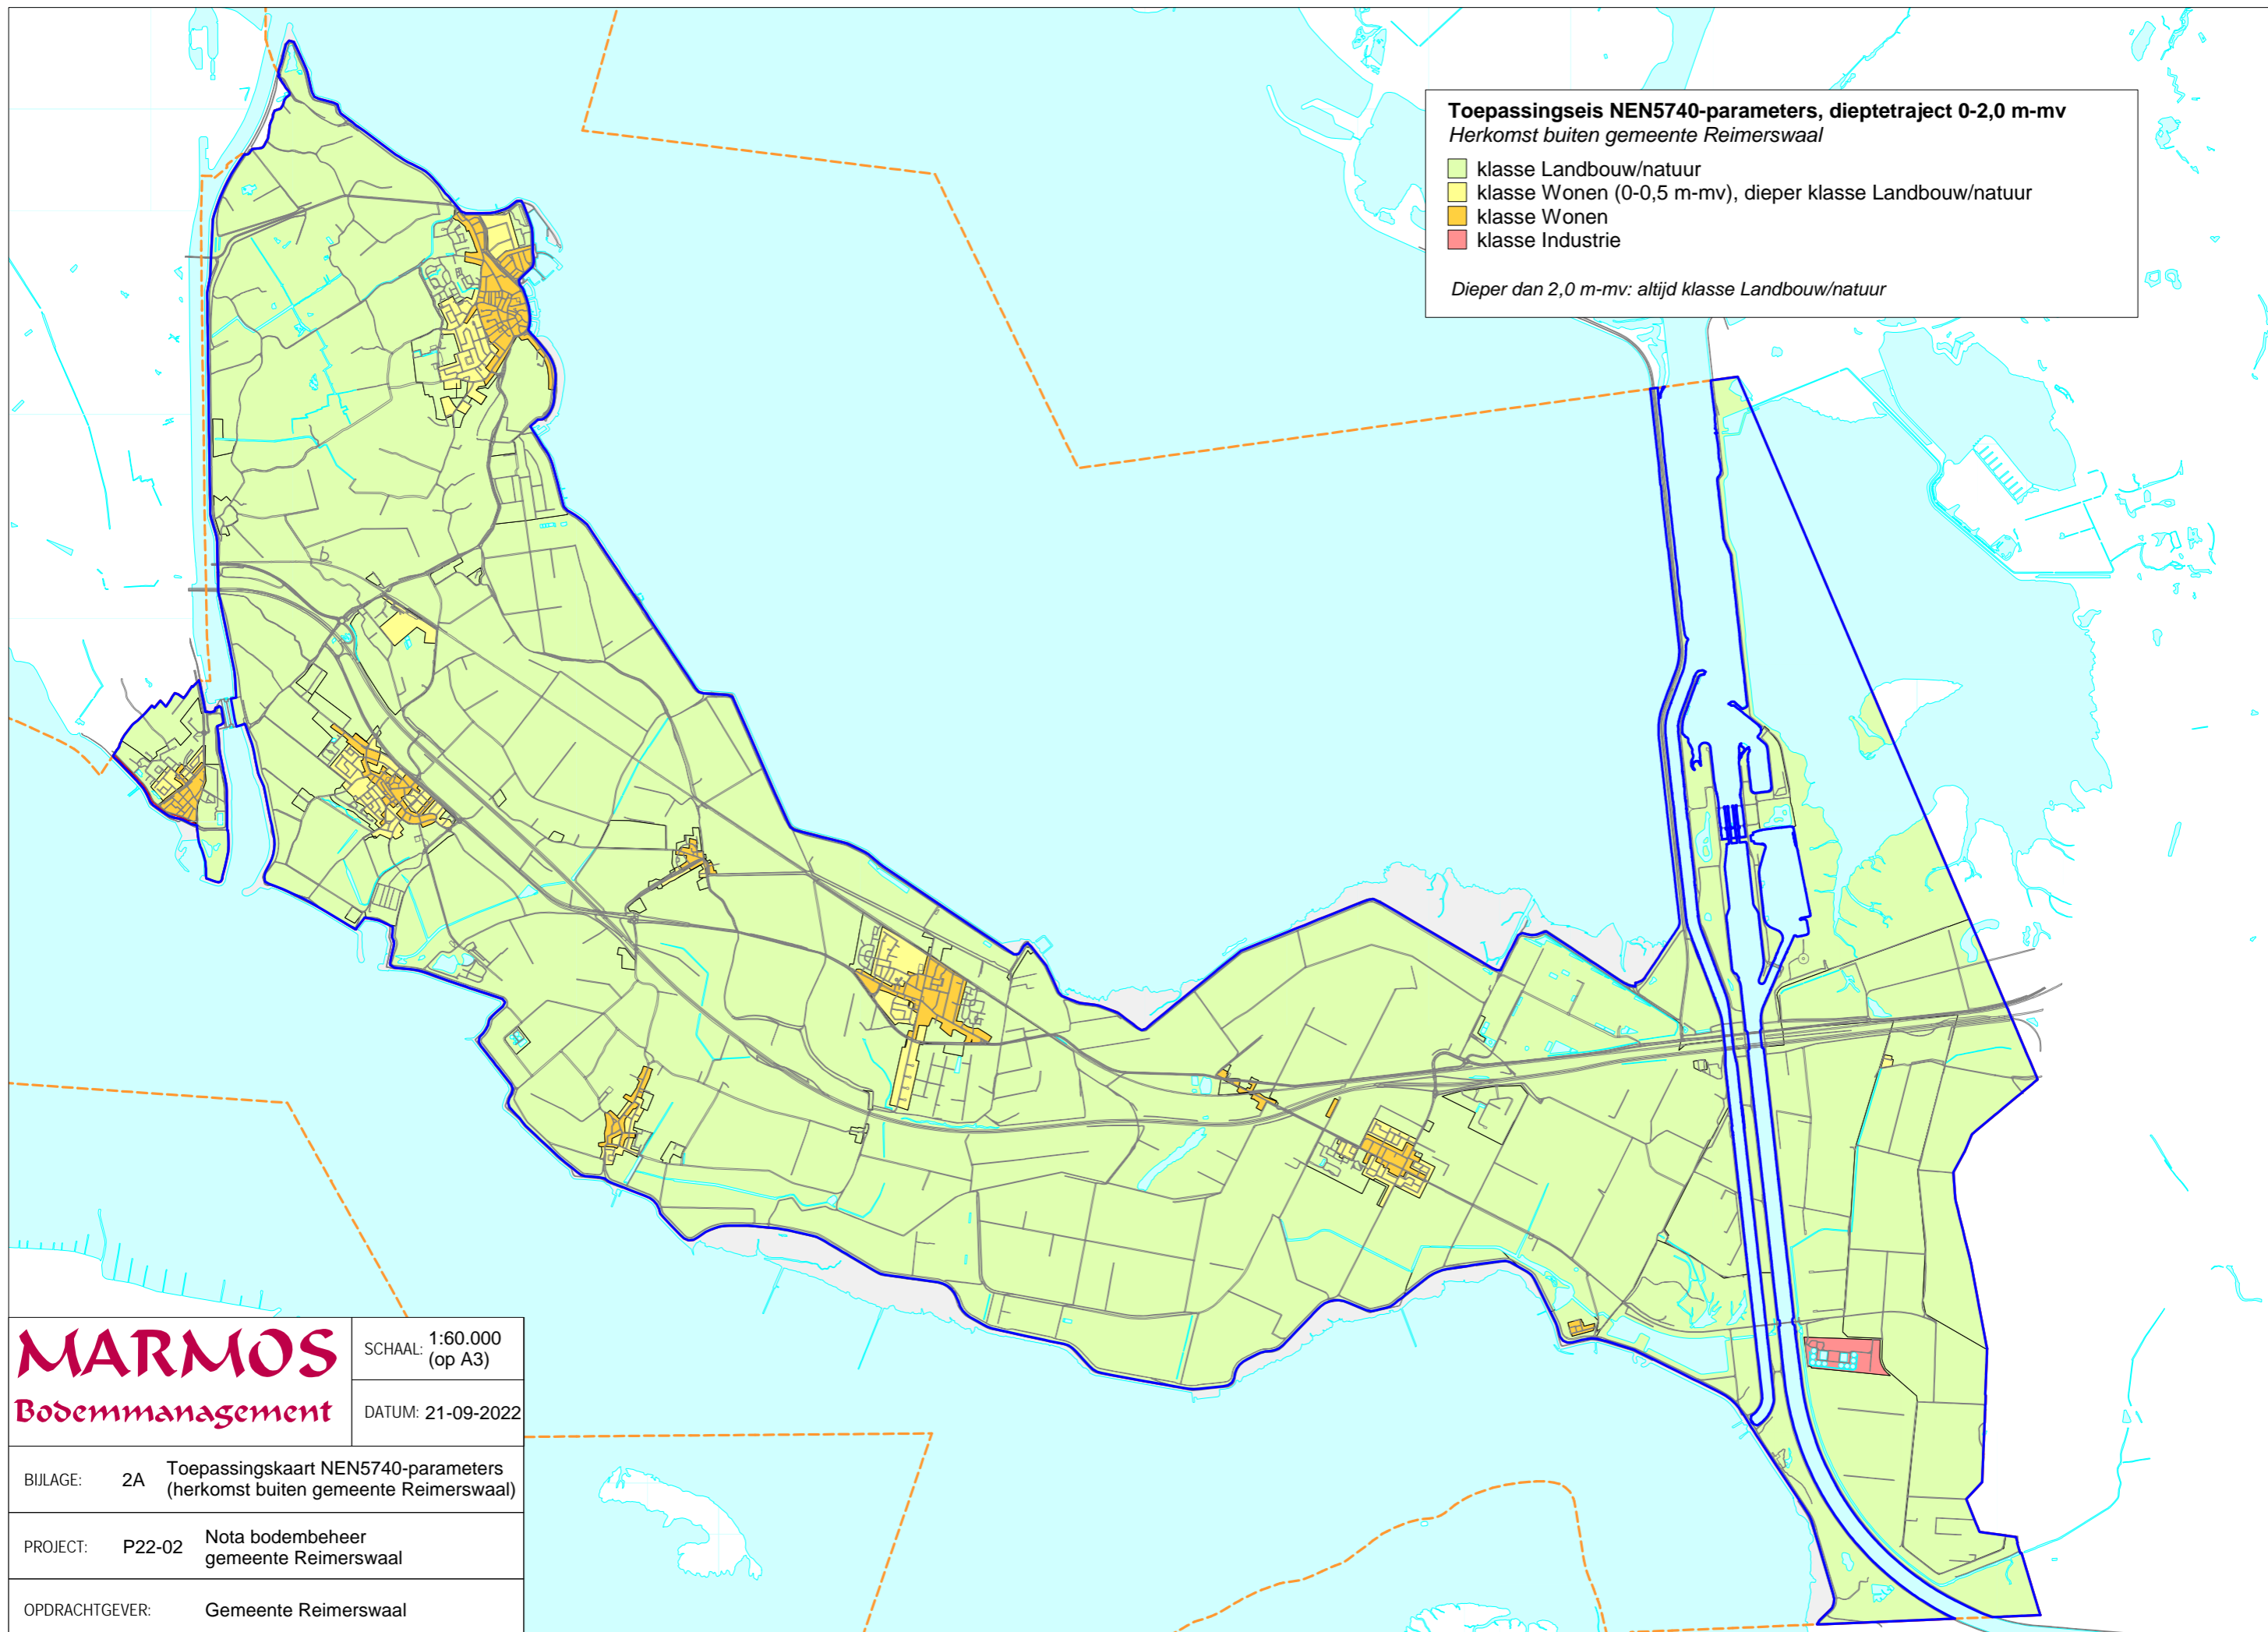 Toepassingseis NEN5740-parameters, dieptetraject 0-2,0 m-mv
Herkomst buiten gemeente Reimerswaal
klasse Landbouw/natuur
klasse Wonen (0-0,5 m-mv), dieper klasse Landbouw/natuur
klasse Wonen
klasse Industrie
Dieper dan 2,0 m-mv: altijd klasse Landbouw/natuur
MARMOS
Bodemmanagement
SCHAAL: 1:60.000
(op A3)
DATUM: 21-09-2022
BIJLAGE: 2A Toepassingskaart NEN5740-parameters
(herkomst buiten gemeente Reimerswaal)
PROJECT: P22-02 Nota bodembeheer
gemeente Reimerswaal
OPDRACHTGEVER: Gemeente Reimerswaal